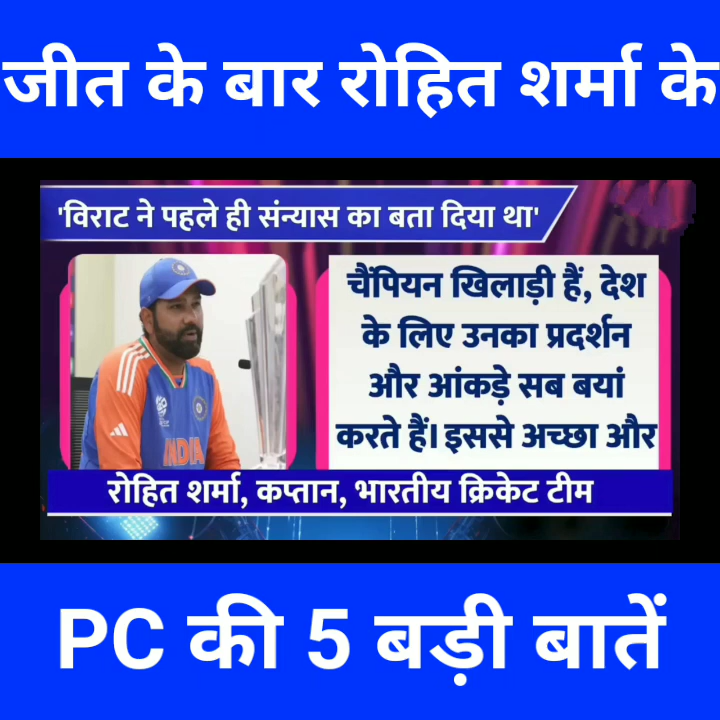 जीत के बार रोहित शर्मा के
'विराट ने पहले ही संन्यास का बता दिया था'
चैंपियन खिलाड़ी हैं, देश
के लिए उनका प्रदर्शन
और आंकड़े सब बयां
करते हैं। इससे अच्छा और
INDIA
रोहित शर्मा, कप्तान, भारतीय क्रिकेट टीम
PC की 5 बड़ी बातें